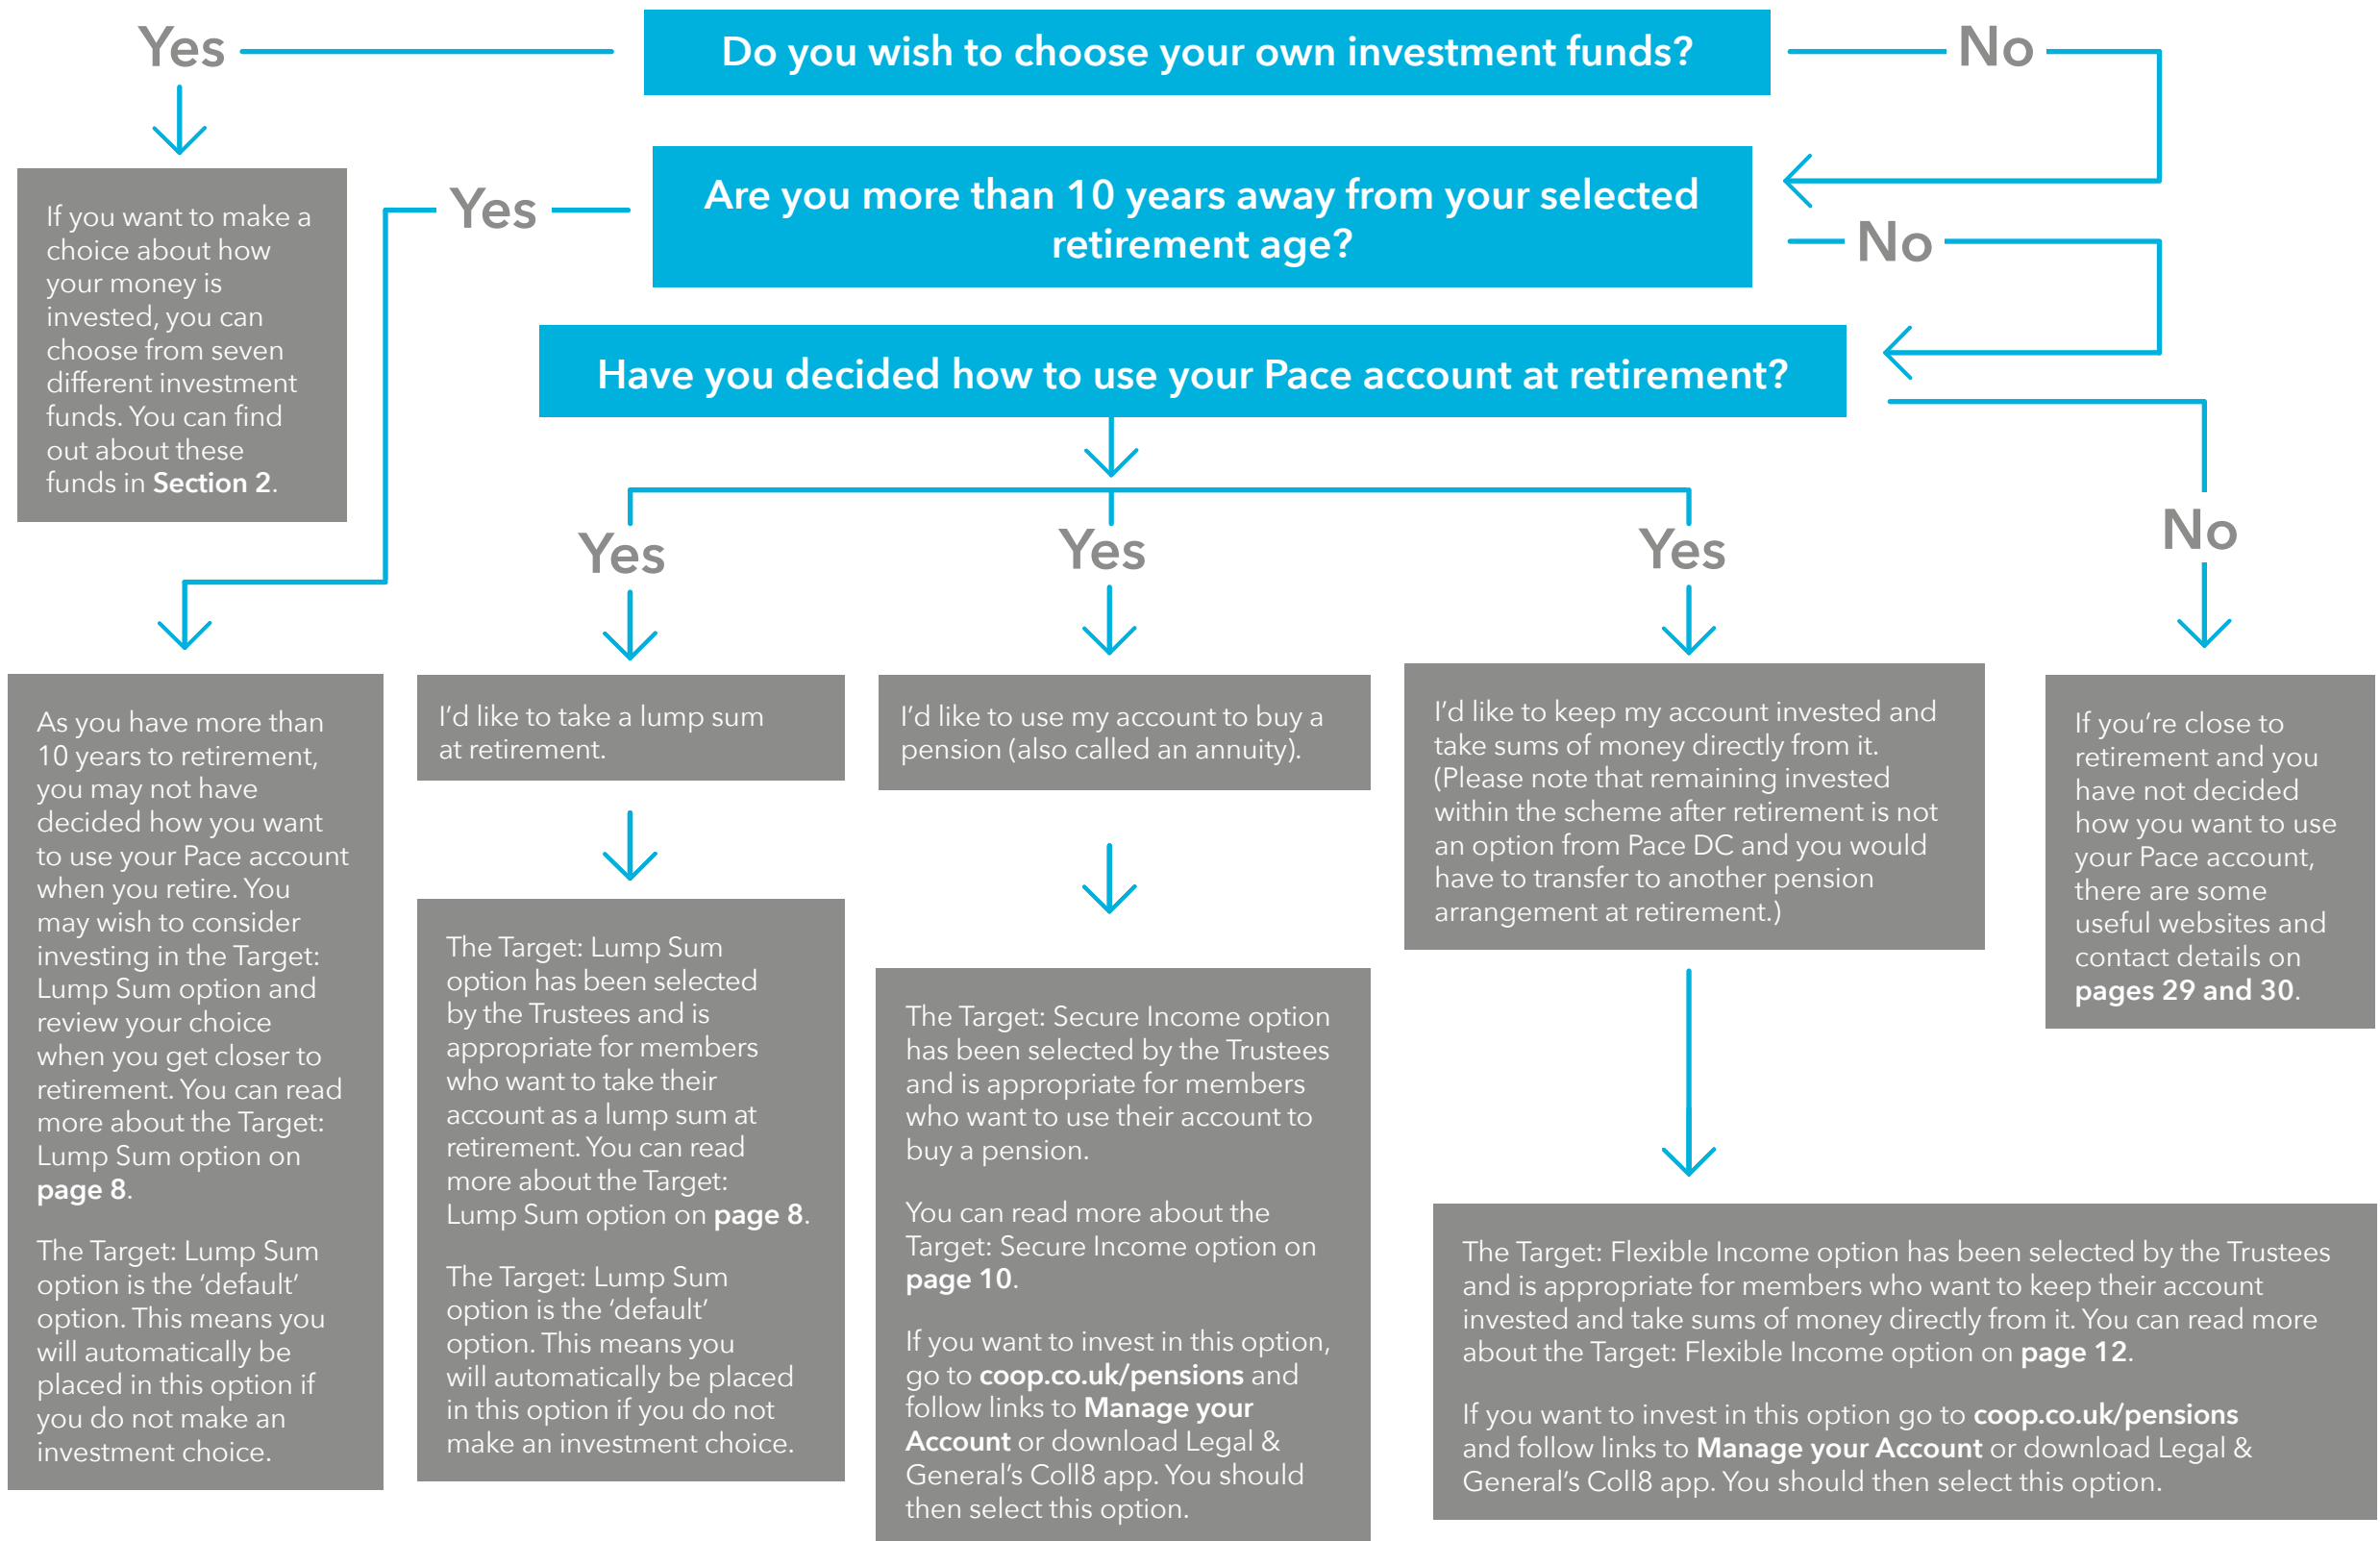 Do you wish to choose your own investment funds?
Yes
No
If you want to make a
choice about how
your money is
invested, you can
choose from seven
different investment
funds. You can find
out about these
funds in Section 2.
Are you more than 10 years away from your selected
retirement age?
Yes
No
Have you decided how to use your Pace account at retirement?
Yes
Yes
Yes
No
As you have more than
10 years to retirement,
you may not have
decided how you want
to use your Pace account
when you retire. You
may wish to consider
investing in the Target:
Lump Sum option and
review your choice
when you get closer to
retirement. You can read
more about the Target:
Lump Sum option on
page 8.
The Target: Lump Sum
option is the ‘default’
option. This means you
will automatically be
placed in this option if
you do not make an
investment choice.
I’d like to take a lump sum
at retirement.
The Target: Lump Sum
option has been selected
by the Trustees and is
appropriate for members
who want to take their
account as a lump sum at
retirement. You can read
more about the Target:
Lump Sum option on page 8.
The Target: Lump Sum
option is the ‘default’
option. This means you
will automatically be placed
in this option if you do not
make an investment choice.
I’d like to use my account to buy a
pension (also called an annuity).
The Target: Secure Income option
has been selected by the Trustees
and is appropriate for members
who want to use their account to
buy a pension.
You can read more about the
Target: Secure Income option on
page 10.
If you want to invest in this option,
go to coop.co.uk/pensions and
follow links to Manage your
Account or download Legal &
General’s Coll8 app. You should
then select this option.
I’d like to keep my account invested and
take sums of money directly from it.
(Please note that remaining invested
within the scheme after retirement is not
an option from Pace DC and you would
have to transfer to another pension
arrangement at retirement.)
The Target: Flexible Income option has been selected by the Trustees
and is appropriate for members who want to keep their account
invested and take sums of money directly from it. You can read more
about the Target: Flexible Income option on page 12.
If you want to invest in this option go to coop.co.uk/pensions
and follow links to Manage your Account or download Legal &
General’s Coll8 app. You should then select this option.
If you’re close to
retirement and you
have not decided
how you want to use
your Pace account,
there are some
useful websites and
contact details on
pages 29 and 30.